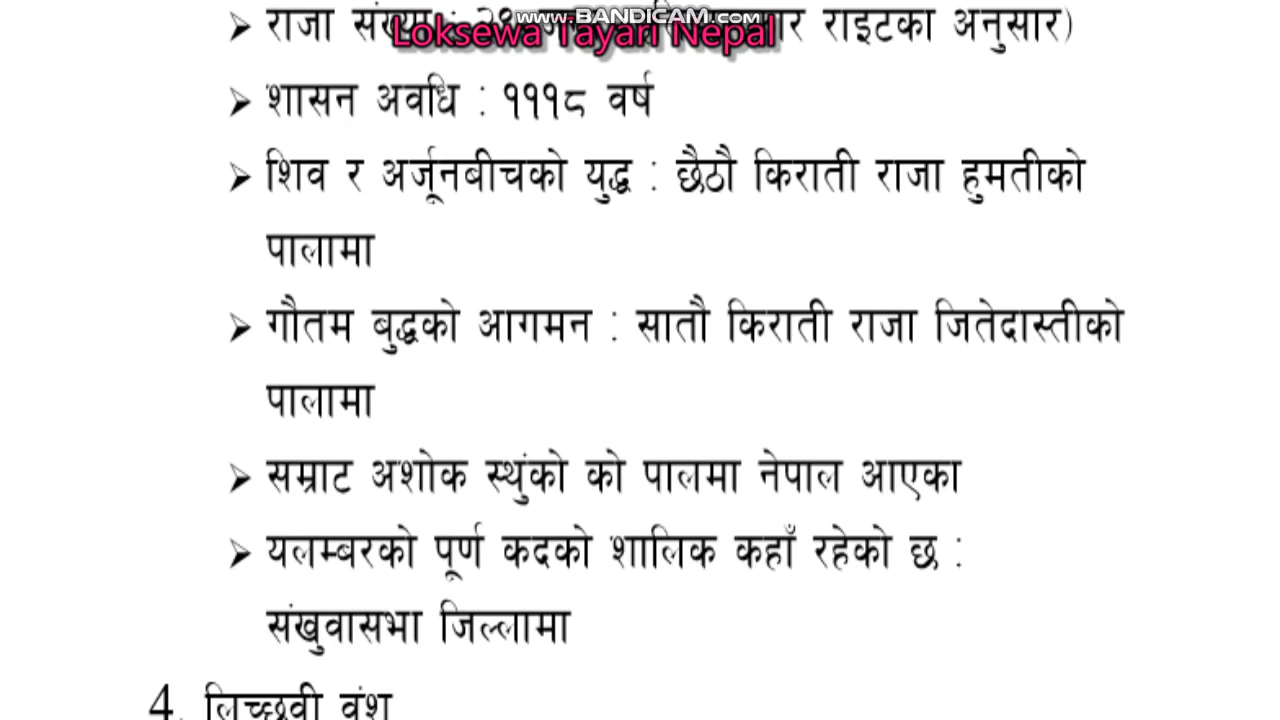 www.BANDICAM.com
Loksewa Tayari Nepal
➢ राजा संख्या : राइटका अनुसार)
➢ शासन अवधि : १११८ वर्ष
➢ शिव र अर्जूनबीचको युद्ध : छैठौ किराती राजा हुमतीको
पालामा
➢ गौतम बुद्धको आगमन : सातौ किराती राजा जितेदास्तीको
पालामा
➢ सम्राट अशोक स्थुंको को पालमा नेपाल आएका
➢ यलम्बरको पूर्ण कदको शालिक कहाँ रहेको छ :
संखुवासभा जिल्लामा
4. लिच्छवी वंश